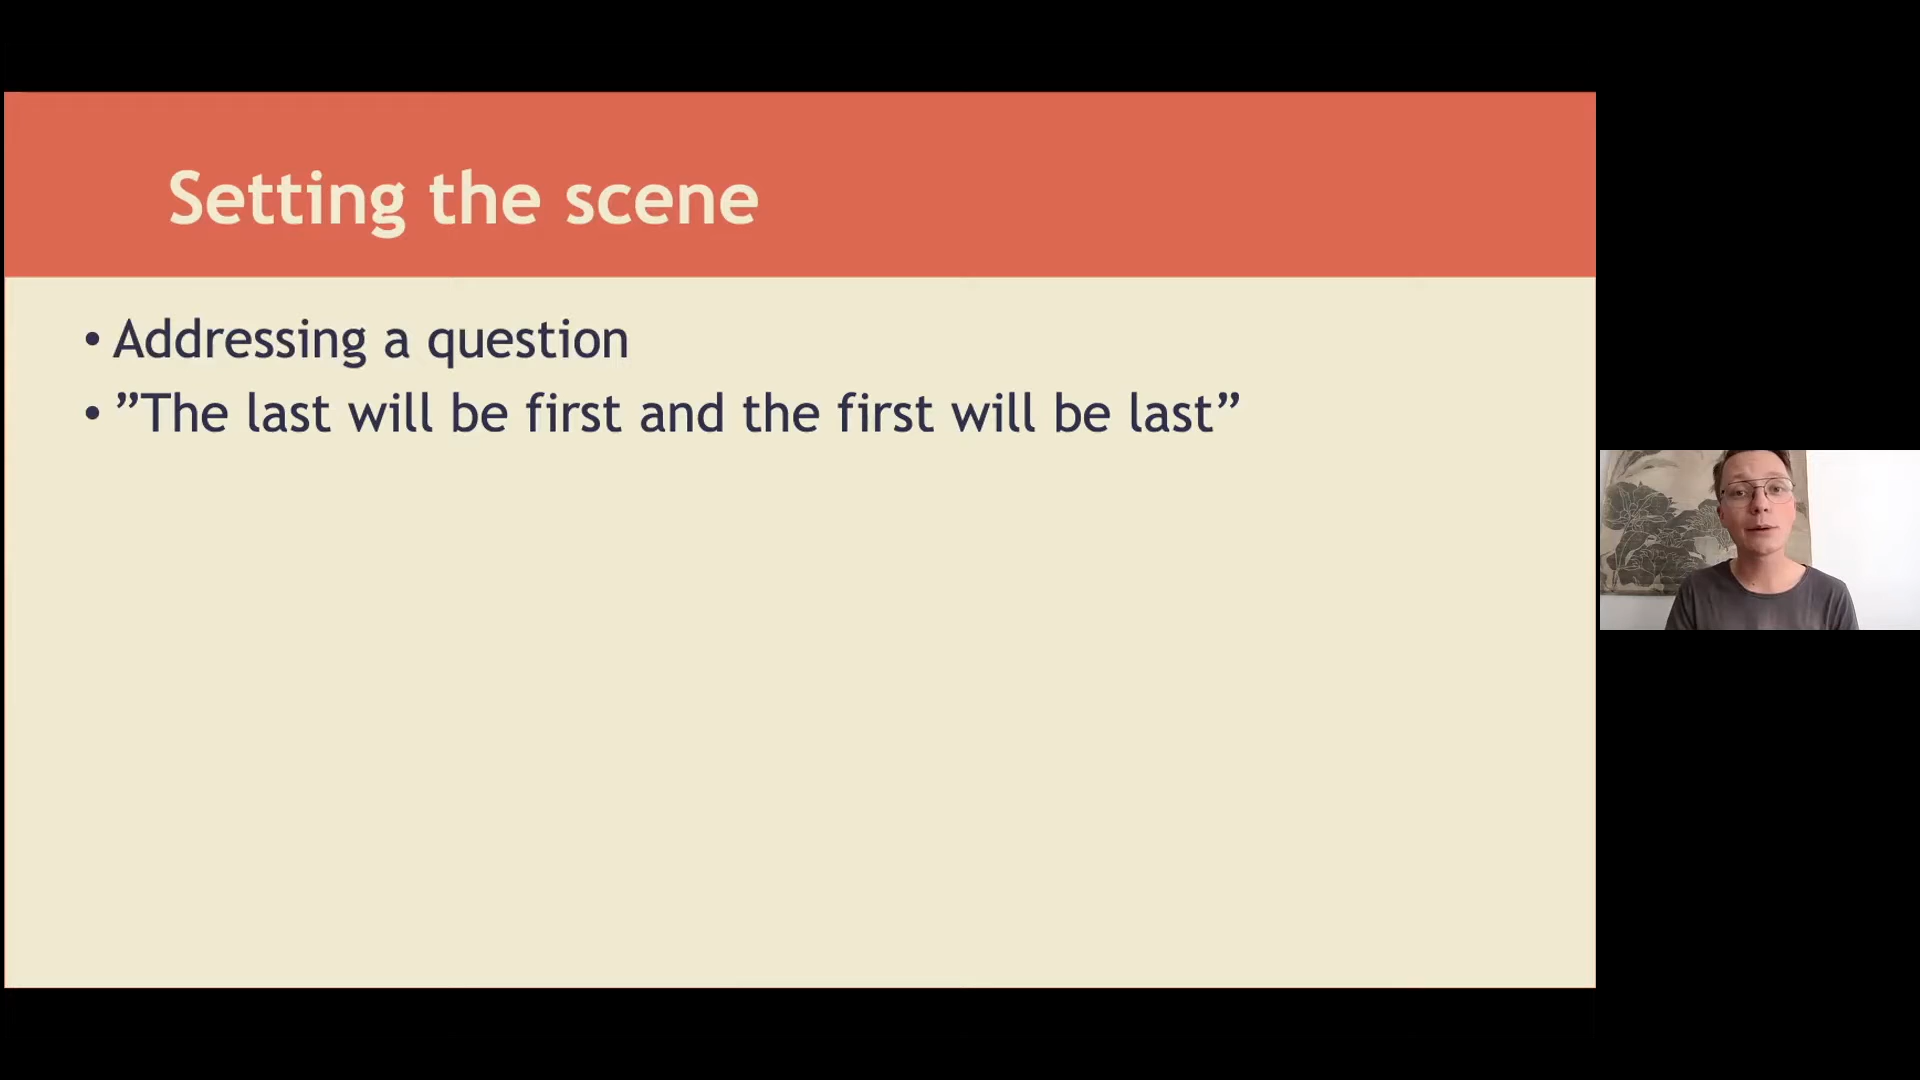 Setting the scene
• Addressing a question
• ”The last will be first and the first will be last”